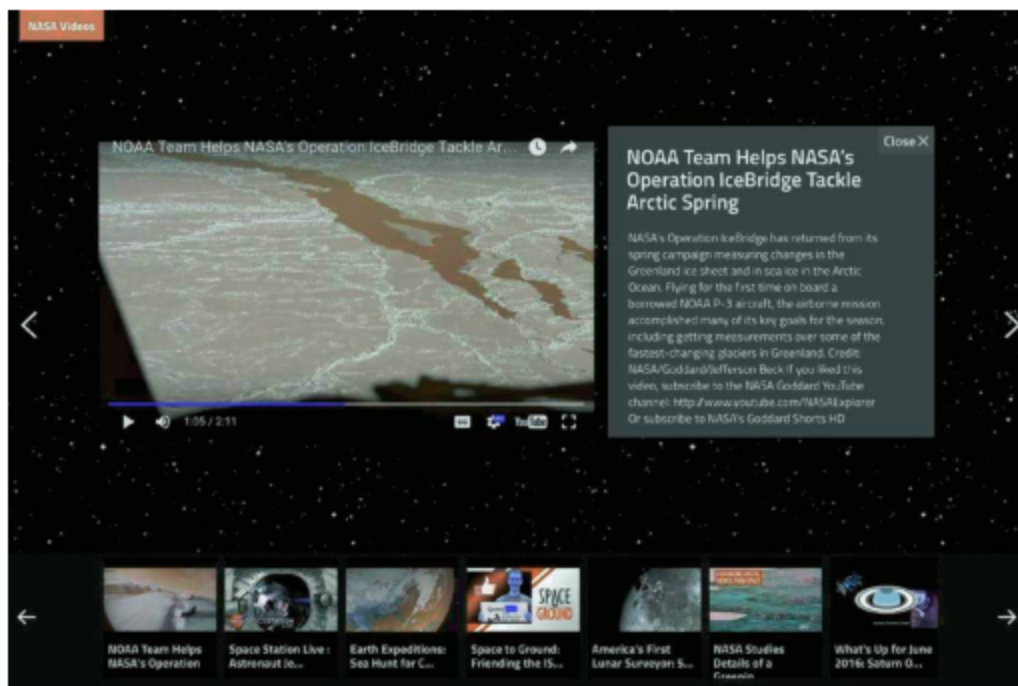 NASA Videos
NOAA Team Helps NASA's Operation IceBridge Tackle Ar...
1:05 / 2:11
CC
YouTube
Close X
NOAA Team Helps NASA's
Operation IceBridge Tackle
Arctic Spring
NASA's Operation IceBridge has returned from its
spring campaign measuring changes in the
Greenland ice sheet and in sea ice in the Arctic
Ocean. Flying for the first time on board a
borrowed NOAA P-3 aircraft, the airborne mission
accomplished many of its key goals for the season,
including getting measurements over some of the
fastest-changing glaciers in Greenland. Credit:
NASA/Goddard/Jefferson Beck If you liked this
video, subscribe to the NASA Goddard YouTube
channel: http://www.youtube.com/NASAExplorer
Or subscribe to NASA's Goddard Shorts HD
SPACE
GROUND
NOAA Team Helps
NASA's Operation
Space Station Live :
Astronaut Je...
Earth Expeditions:
Sea Hunt for C...
Space to Ground:
Friending the IS...
America's First
Lunar Surveyor: S...
NASA Studies
Details of a
Greenin
What's Up for June
2016: Saturn O...